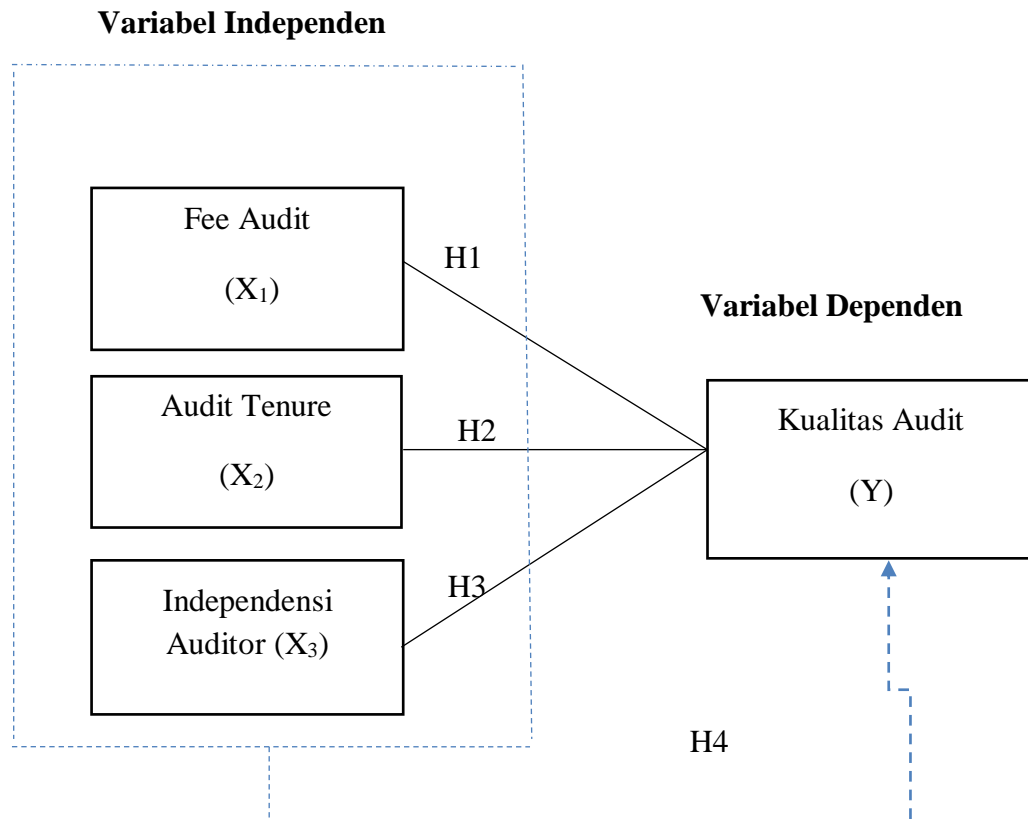 Variabel Independen
Fee Audit
(X₁)
H1
Variabel Dependen
Audit Tenure
(X₂)
H2
Kualitas Audit
(Y)
Independensi
Auditor (X₃)
H3
H4